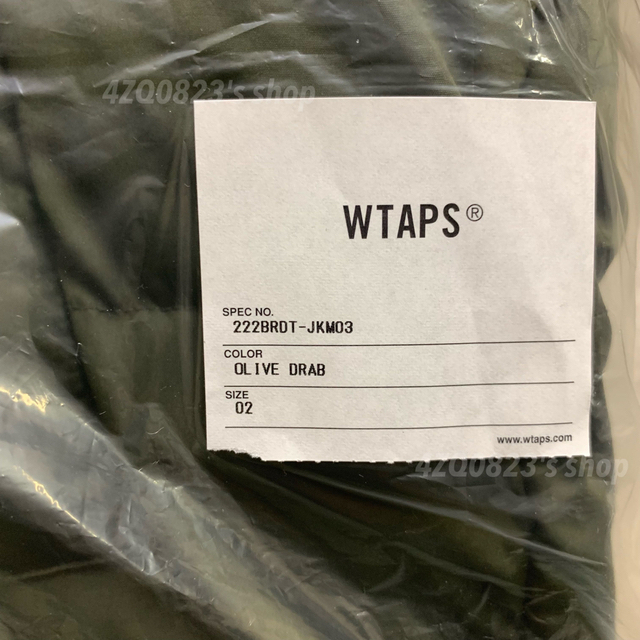 4ZQ0823's shop
WTAPS®
SPEC NO.
222BRDT-JKM03
COLOR
OLIVE DRAB
SIZE
02
www.wtaps.com
4ZQ0823's shop